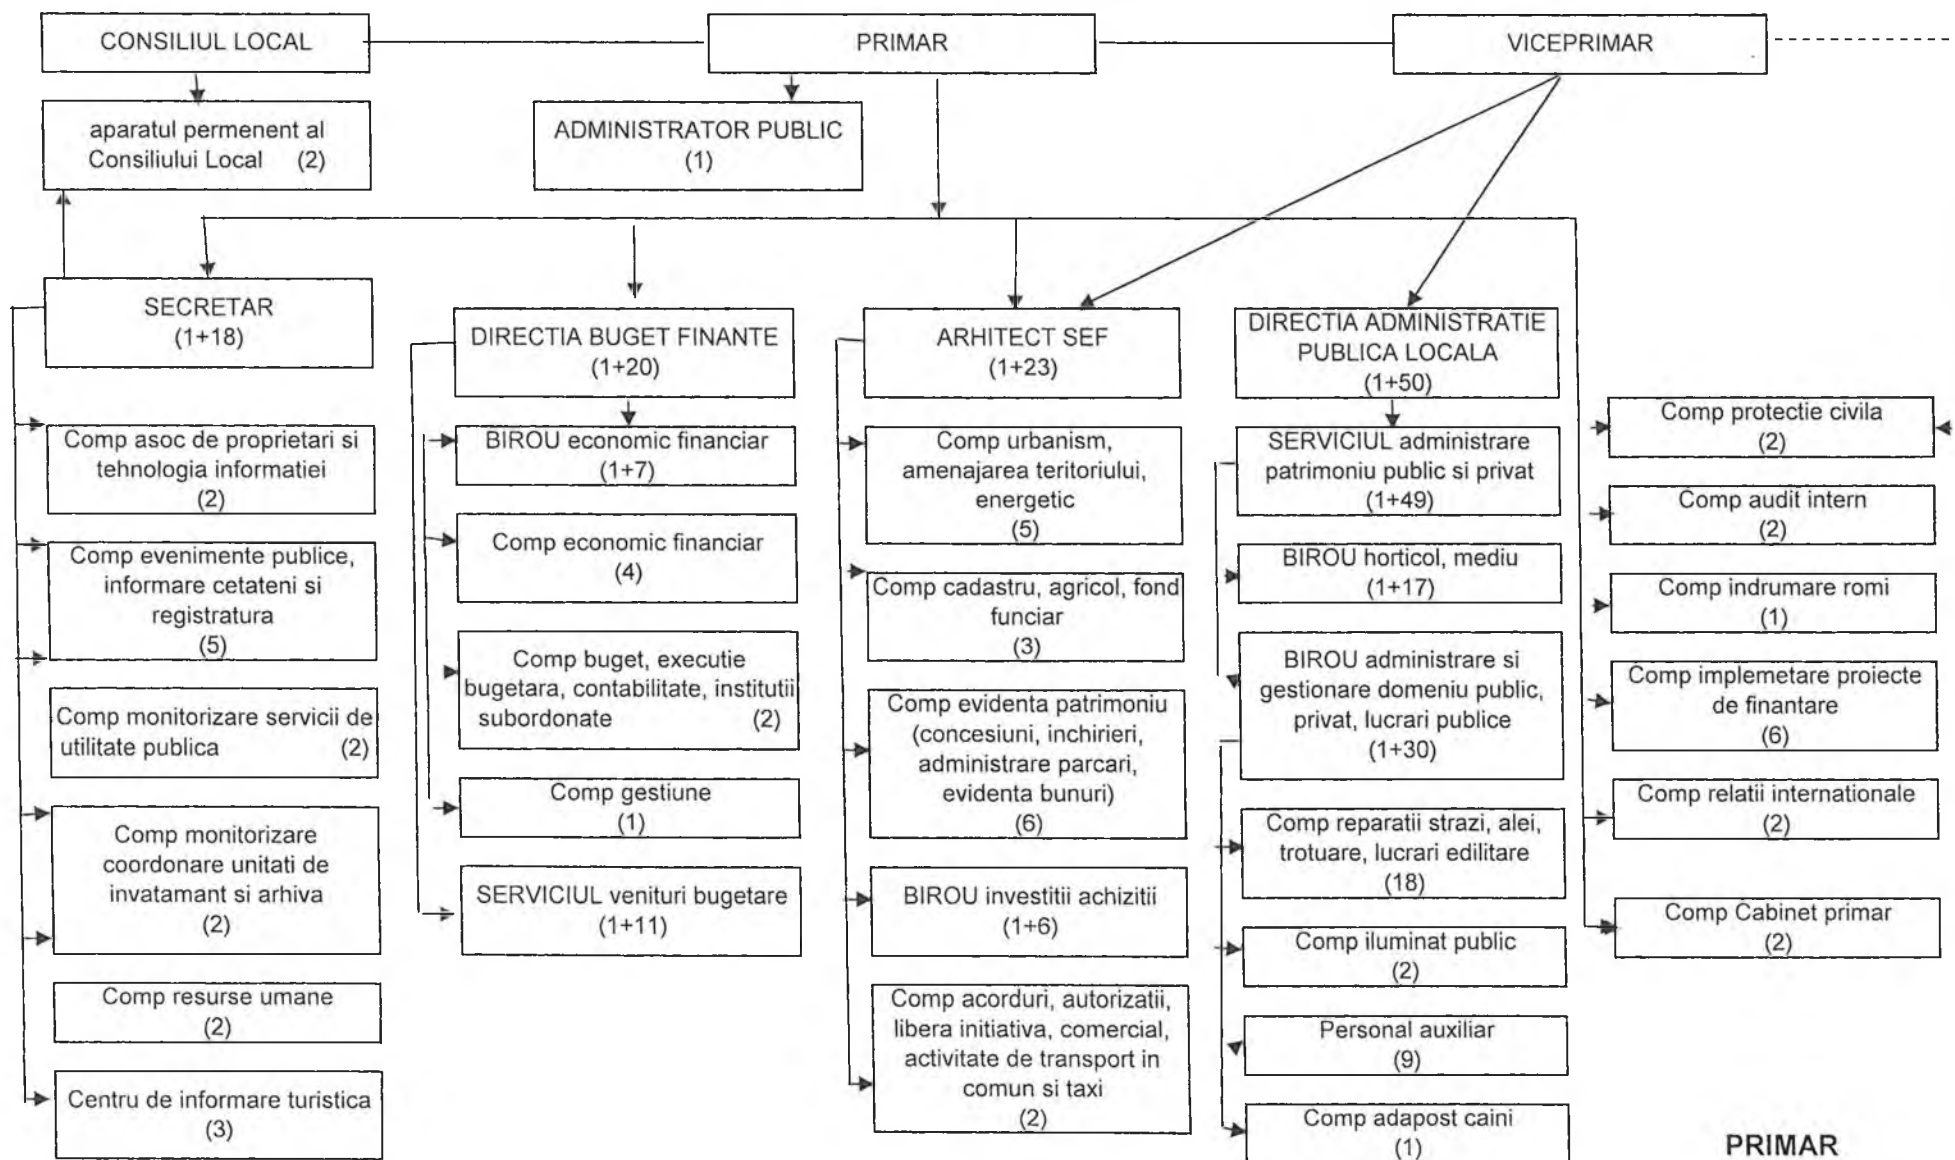 CONSILIUL LOCAL
PRIMAR
VICEPRIMAR
aparatul permenent al
Consiliului Local (2)
ADMINISTRATOR PUBLIC
(1)
SECRETAR
(1+18)
Comp asoc de proprietari si
tehnologia informatiei
(2)
Comp evenimente publice,
informare cetateni si
registratura
(5)
Comp monitorizare servicii de
utilitate publica (2)
Comp monitorizare
coordonare unitati de
invatamant si arhiva
(2)
Comp resurse umane
(2)
Centru de informare turistica
(3)
DIRECTIA BUGET FINANTE
(1+20)
BIROU economic financiar
(1+7)
Comp economic financiar
(4)
Comp buget, executie
bugetara, contabilitate, institutii
subordonate (2)
Comp gestiune
(1)
SERVICIUL venituri bugetare
(1+11)
ARHITECT SEF
(1+23)
Comp urbanism,
amenajarea teritoriului,
energetic
(5)
Comp cadastru, agricol, fond
funciar
(3)
Comp evidenta patrimoniu
(concesiuni, inchirieri,
administrare parcari,
evidenta bunuri)
(6)
BIROU investitii achizitii
(1+6)
Comp acorduri, autorizatii,
libera initiativa, comercial,
activitate de transport in
comun si taxi
(2)
DIRECTIA ADMINISTRATIE
PUBLICA LOCALA
(1+50)
SERVICIUL administrare
patrimoniu public si privat
(1+49)
BIROU horticol, mediu
(1+17)
BIROU administrare si
gestionare domeniu public,
privat, lucrari publice
(1+30)
Comp reparatii strazi, alei,
trotuare, lucrari edilitare
(18)
Comp iluminat public
(2)
Personal auxiliar
(9)
Comp adapost caini
(1)
Comp protectie civila
(2)
Comp audit intern
(2)
Comp indrumare romi
(1)
Comp implemetare proiecte
de finantare
(6)
Comp relatii internationale
(2)
Comp Cabinet primar
(2)
PRIMAR